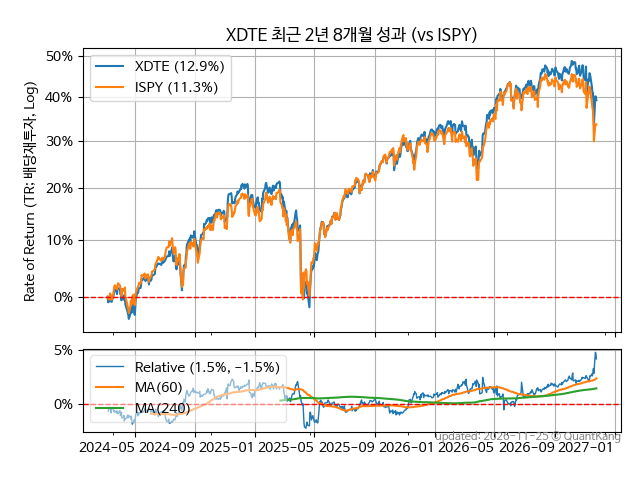 XDTE 최근 2년 8개월 성과 (vs ISPY)
Rate of Return (TR: 배당재투자, Log)
50%
40%
30%
20%
10%
0%
XDTE (12.9%)
ISPY (11.3%)
5%
0%
Relative (1.5%, −1.5%)
MA(60)
MA(240)
2024−05 2024−09 2025−01 2025−05 2025−09 2026−01 2026−05 2026−09 2027−01
Updated: 2026−11−25 © QuantKang